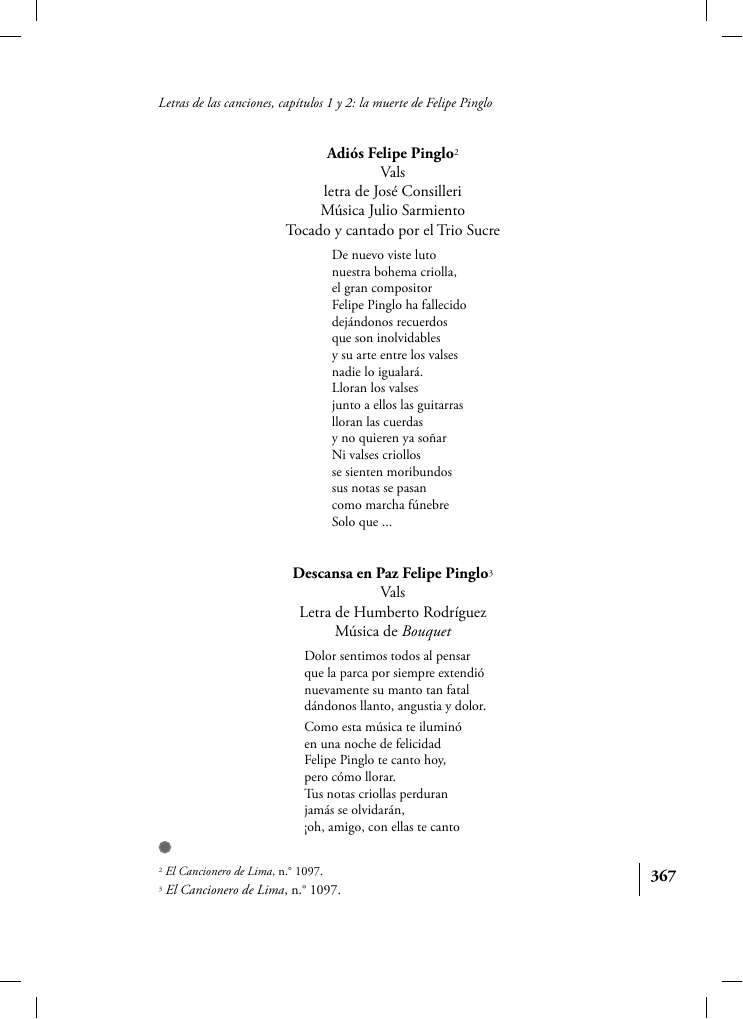 Letras de las canciones, capítulos 1 y 2: la muerte de Felipe Pinglo
Adiós Felipe Pinglo²
Vals
letra de José Consilleri
Música Julio Sarmiento
Tocado y cantado por el Trio Sucre
De nuevo viste luto
nuestra bohema criolla,
el gran compositor
Felipe Pinglo ha fallecido
dejándonos recuerdos
que son inolvidables
y su arte entre los valses
nadie lo igualará.
Lloran los valses
junto a ellos las guitarras
lloran las cuerdas
y no quieren ya soñar
Ni valses criollos
se sienten moribundos
sus notas se pasan
como marcha fúnebre
Solo que ...
Descansa en Paz Felipe Pinglo³
Vals
Letra de Humberto Rodríguez
Música de Bouquet
Dolor sentimos todos al pensar
que la parca por siempre extendió
nuevamente su manto tan fatal
dándonos llanto, angustia y dolor.
Como esta música te iluminó
en una noche de felicidad
Felipe Pinglo te canto hoy,
pero cómo llorar.
Tus notas criollas perduran
jamás se olvidarán,
¡oh, amigo, con ellas te canto
² El Cancionero de Lima, n.° 1097.
³ El Cancionero de Lima, n.° 1097.
367